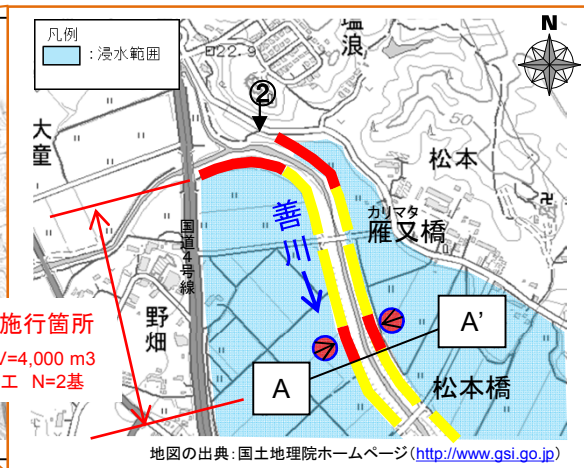 凡例
：浸水範囲
22.9
塩浪
N
②
大童
松本
カリマタ
雁又橋
善川
国道4号線
施行箇所
V=4,000 m3
工 N=2基
野畑
A
A'
松本橋
地図の出典：国土地理院ホームページ（http://www.gsi.go.jp）